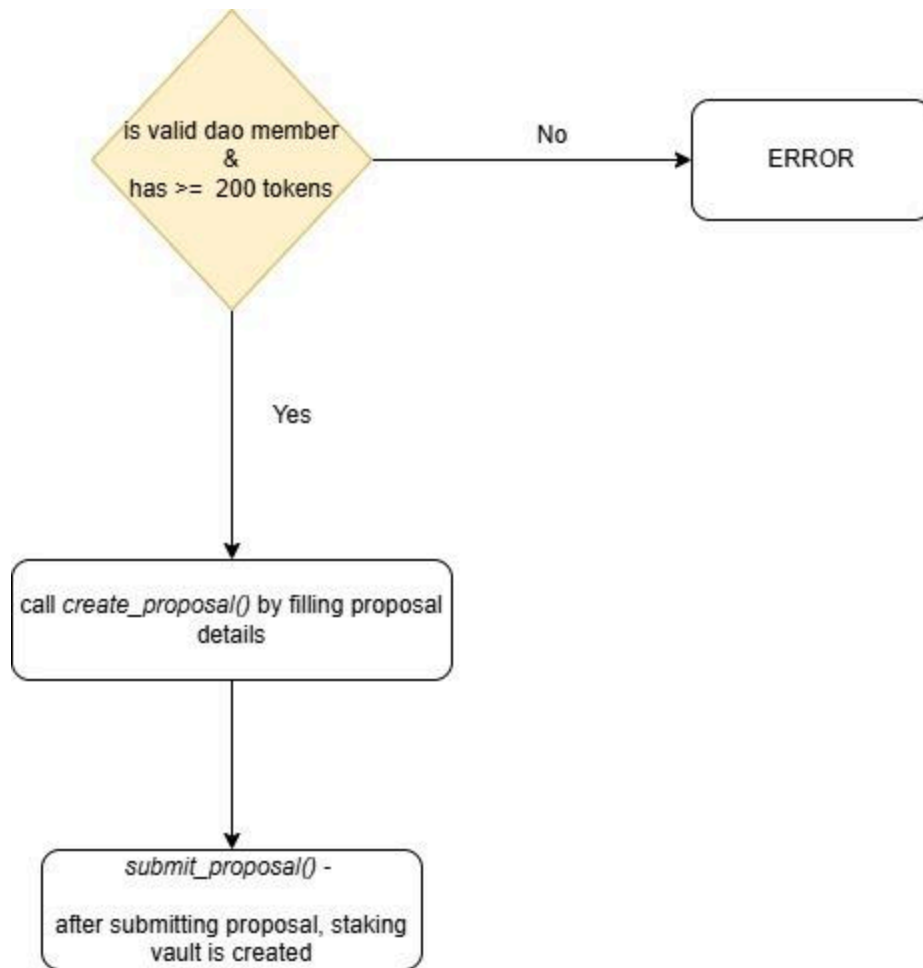 is valid dao member
&
has >=  200 tokens
No
ERROR
Yes
call create_proposal() by filling proposal
details
submit_proposal() -
after submitting proposal, staking
vault is created